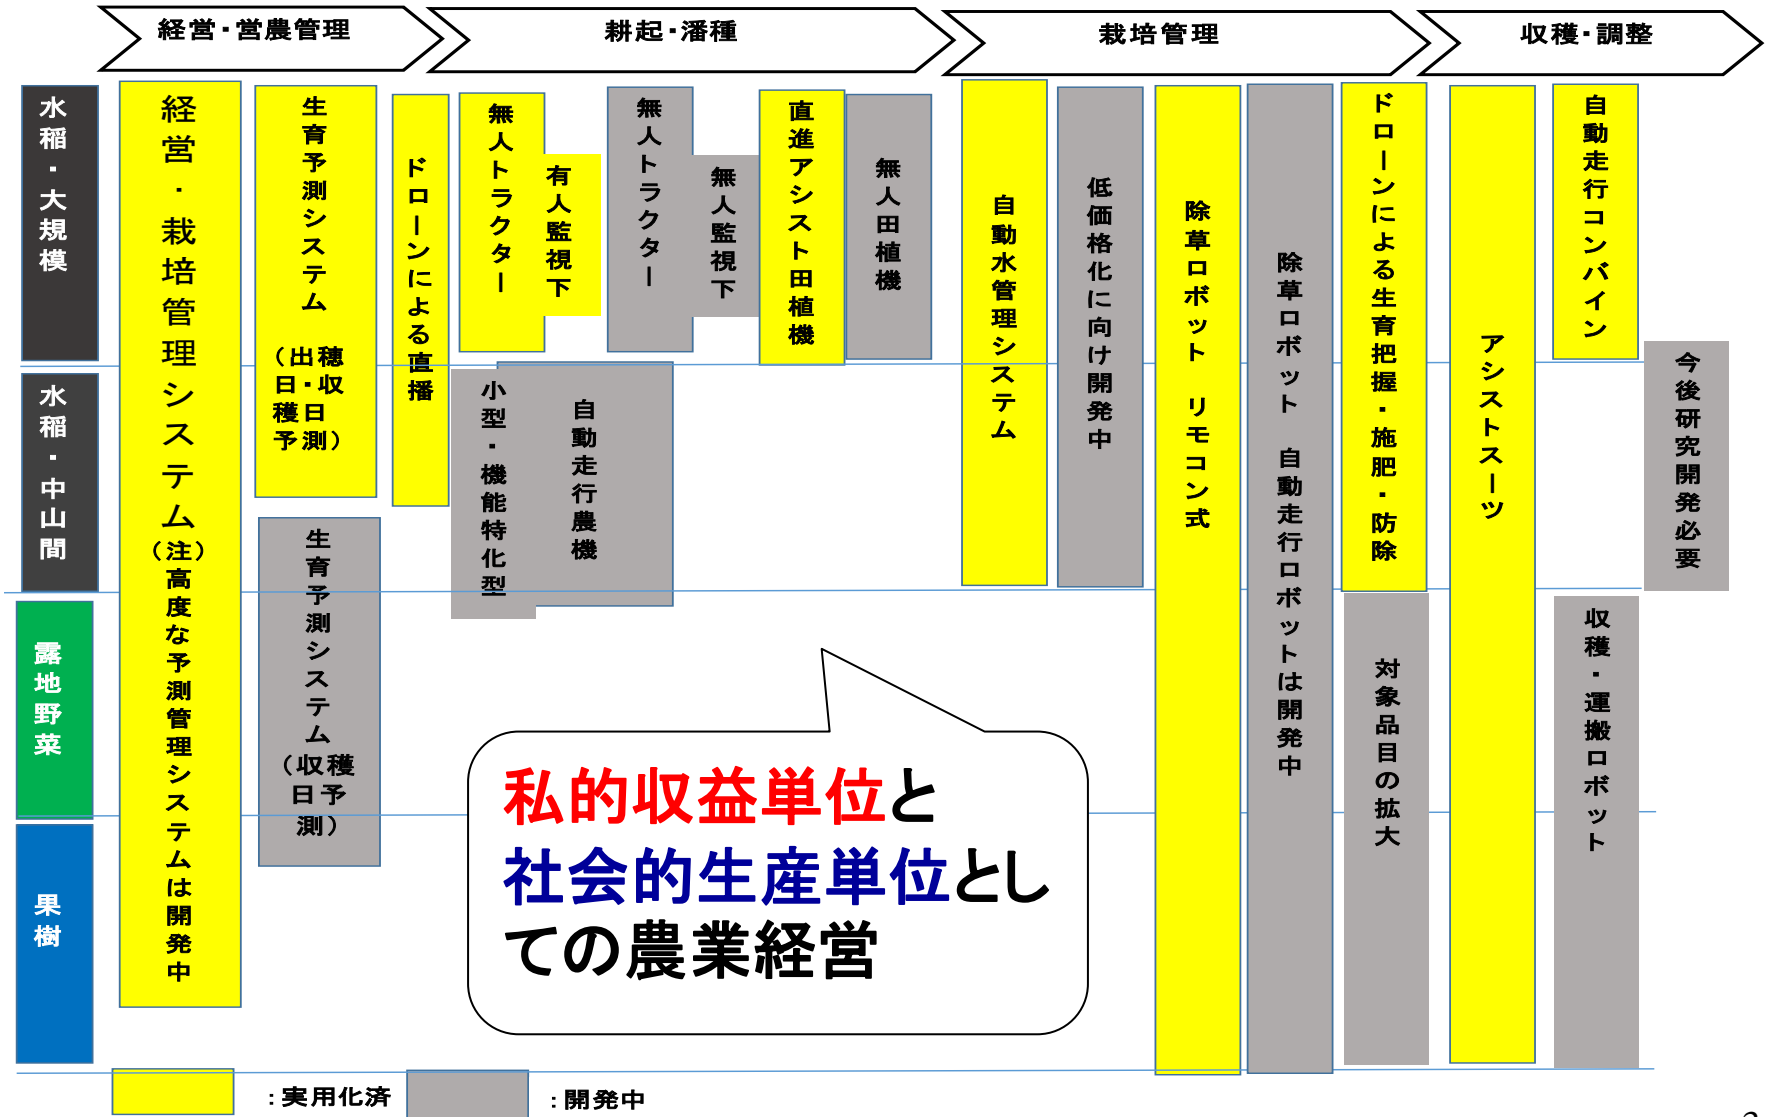 経営・営農管理
耕起・潘種
栽培管理
収穫・調整
水稲・大規模
水稲・中山間
露地野菜
果樹
経営・栽培管理システム
（注）
高度な予測管理システムは開発中
生育予測システム
（出穂
日・収
穫日
予測）
生育予測システム
（収穫
日予
測）
ドローンによる直播
無人トラクター
有人監視下
無人トラクター
無人監視下
直進アシスト田植機
無人田植機
小型・機能特化型
自動走行農機
自動水管理システム
低価格化に向け開発中
除草ロボット　リモコン式
除草ロボット　自動走行ロボットは開発中
ドローンによる生育把握・施肥・防除
対象品目の拡大
アシストスーツ
自動走行コンバイン
今後研究開発必要
収穫・運搬ロボット
私的収益単位と
社会的生産単位とし
ての農業経営
：実用化済
：開発中